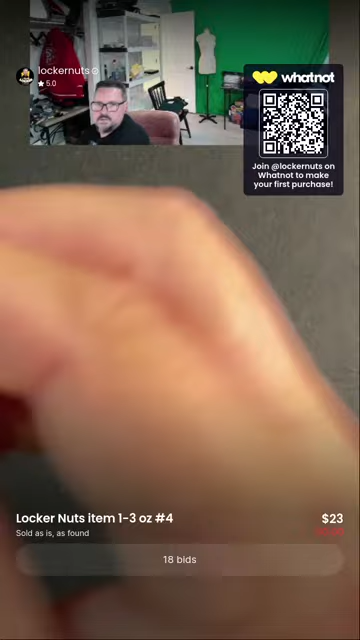 lockernuts
★ 5.0
whatnot
Join @lockernuts on
Whatnot to make
your first purchase!
Locker Nuts item 1-3 oz #4
$23
Sold as is, as found
18 bids